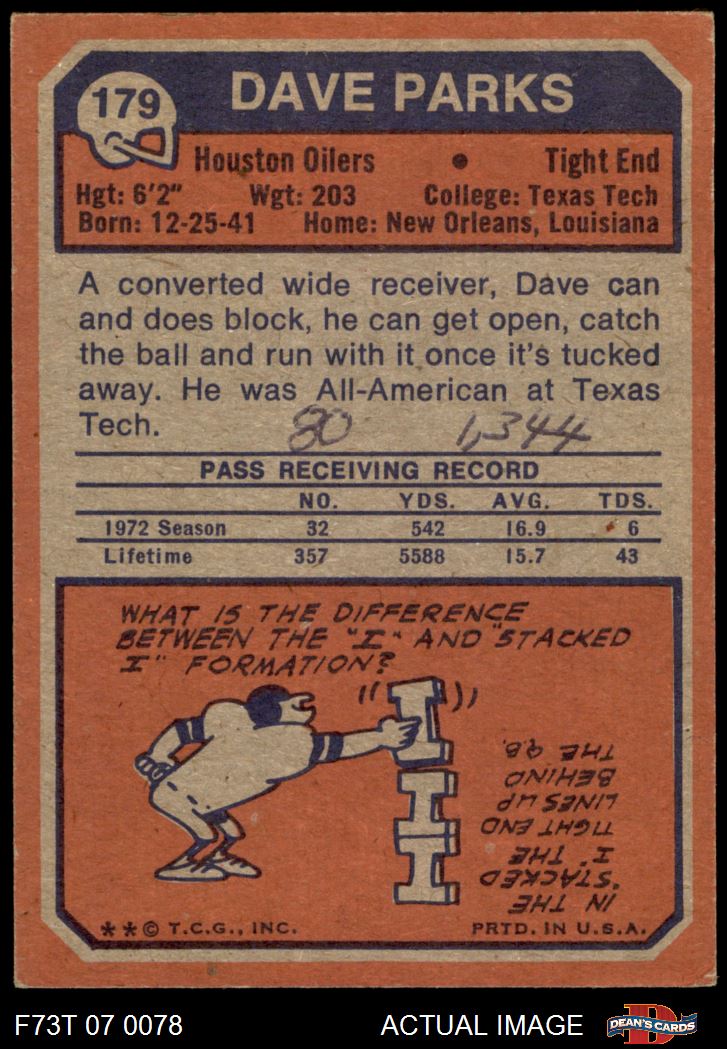 179
DAVE PARKS
Houston Oilers • Tight End
Hgt: 6'2" Wgt: 203 College: Texas Tech
Born: 12-25-41 Home: New Orleans, Louisiana
A converted wide receiver, Dave can
and does block, he can get open, catch
the ball and run with it once it's tucked
away. He was All-American at Texas
Tech.
80 1,344
PASS RECEIVING RECORD
NO. YDS. AVG. TDS.
1972 Season 32 542 16.9 6
Lifetime 357 5588 15.7 43
WHAT IS THE DIFFERENCE
BETWEEN THE "I" AND "STACKED
I" FORMATION?
IN THE
"STACKED
I" THE
TIGHT END
LINES UP
BEHIND
THE Q.B.
I
I
I
**© T.C.G., INC. PRTD. IN U.S.A.
F73T 07 0078 ACTUAL IMAGE
D
DEAN'S CARDS